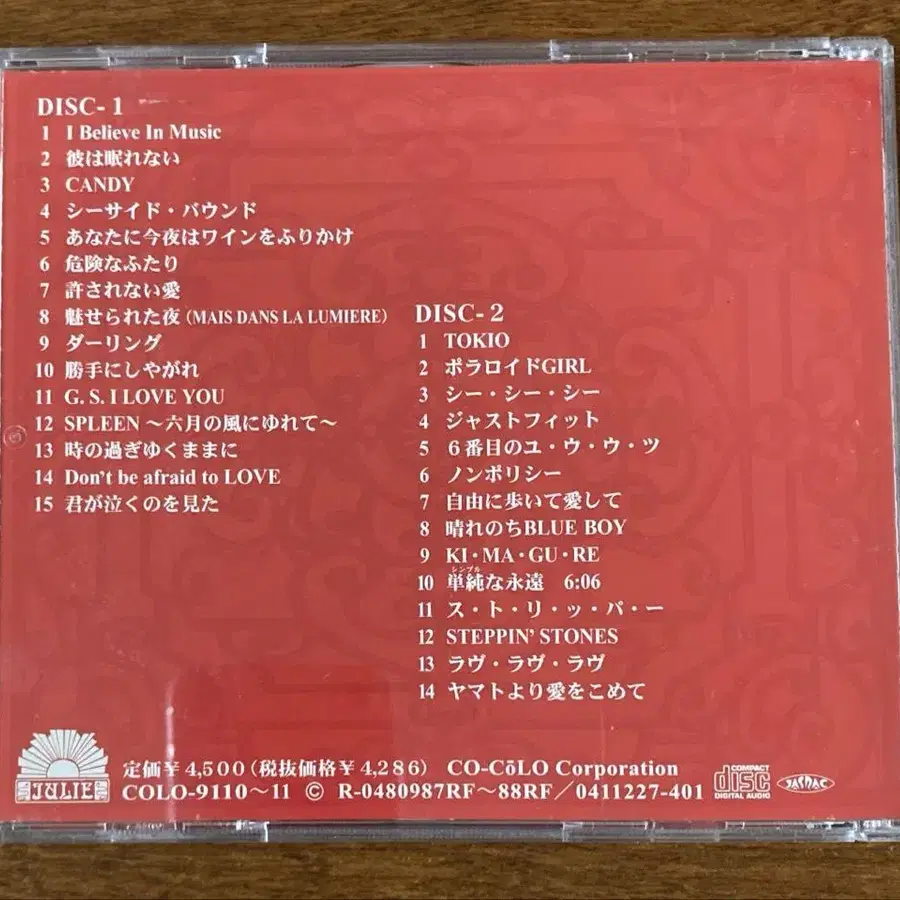 DISC-1
1 I Believe In Music
2 彼は眠れない
3 CANDY
4 シーサイド・バウンド
5 あなたに今夜はワインをふりかけ
6 危険なふたり
7 許されない愛
8 魅せられた夜(MAIS DANS LA LUMIERE)
9 ダーリング
10 勝手にしやがれ
11 G. S. I LOVE YOU
12 SPLEEN ～六月の風にゆれて～
13 時の過ぎゆくままに
14 Don't be afraid to LOVE
15 君が泣くのを見た
DISC-2
1 TOKIO
2 ポラロイドGIRL
3 シー・シー・シー
4 ジャストフィット
5 6番目のユ・ウ・ウ・ツ
6 ノンポリシー
7 自由に歩いて愛して
8 晴れのちBLUE BOY
9 KI・MA・GU・RE
シンプル
10 単純な永遠 6:06
11 ス・ト・リ・ッ・パ・ー
12 STEPPIN' STONES
13 ラヴ・ラヴ・ラヴ
14 ヤマトより愛をこめて
JULIE
定価￥4,500(税抜価格￥4,286) CO-CōLO Corporation
COLO-9110～11 © R-0480987RF～88RF／0411227-401
COMPACT
disc
DIGITAL AUDIO
JASRAC